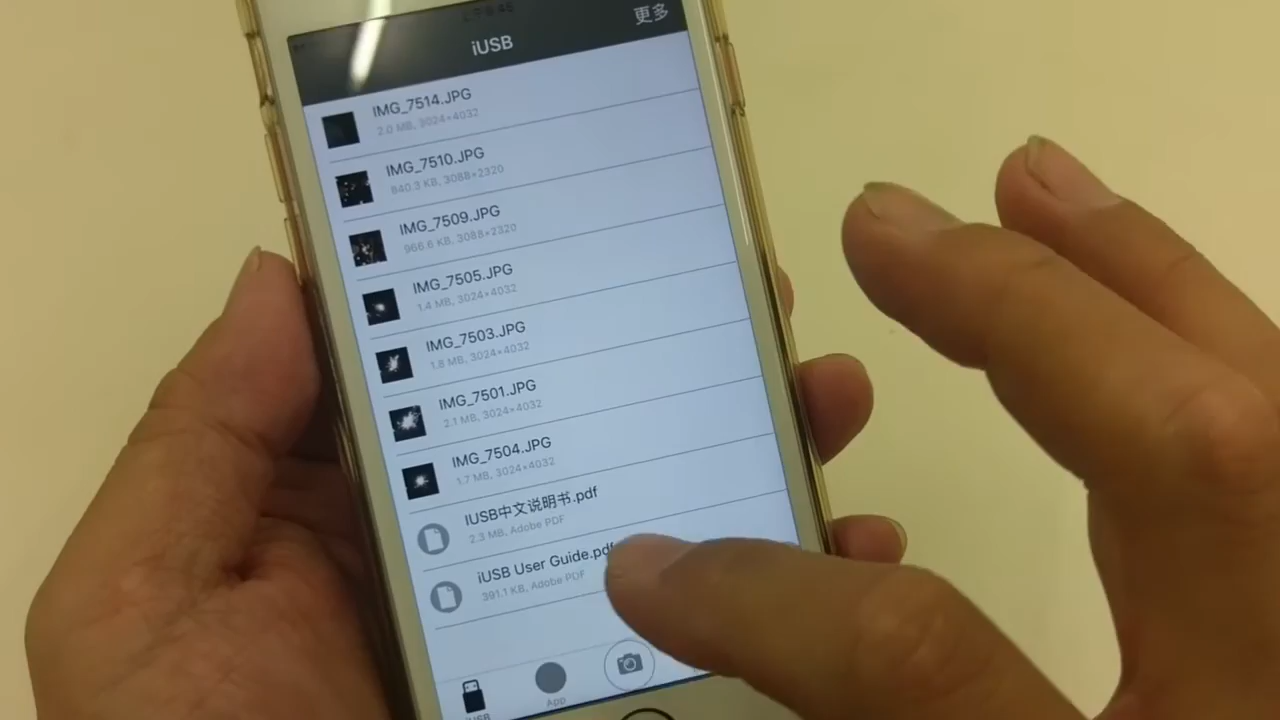 更多
iUSB
IMG_7514.JPG
2.0 MB, 3024×4032
IMG_7510.JPG
840.3 KB, 3088×2320
IMG_7509.JPG
966.6 KB, 3088×2320
IMG_7505.JPG
1.4 MB, 3024×4032
IMG_7503.JPG
1.8 MB, 3024×4032
IMG_7501.JPG
2.1 MB, 3024×4032
IMG_7504.JPG
1.7 MB, 3024×4032
IUSB中文说明书.pdf
2.3 MB, Adobe PDF
iUSB User Guide.pdf
391.1 KB, Adobe PDF
iUSB
App